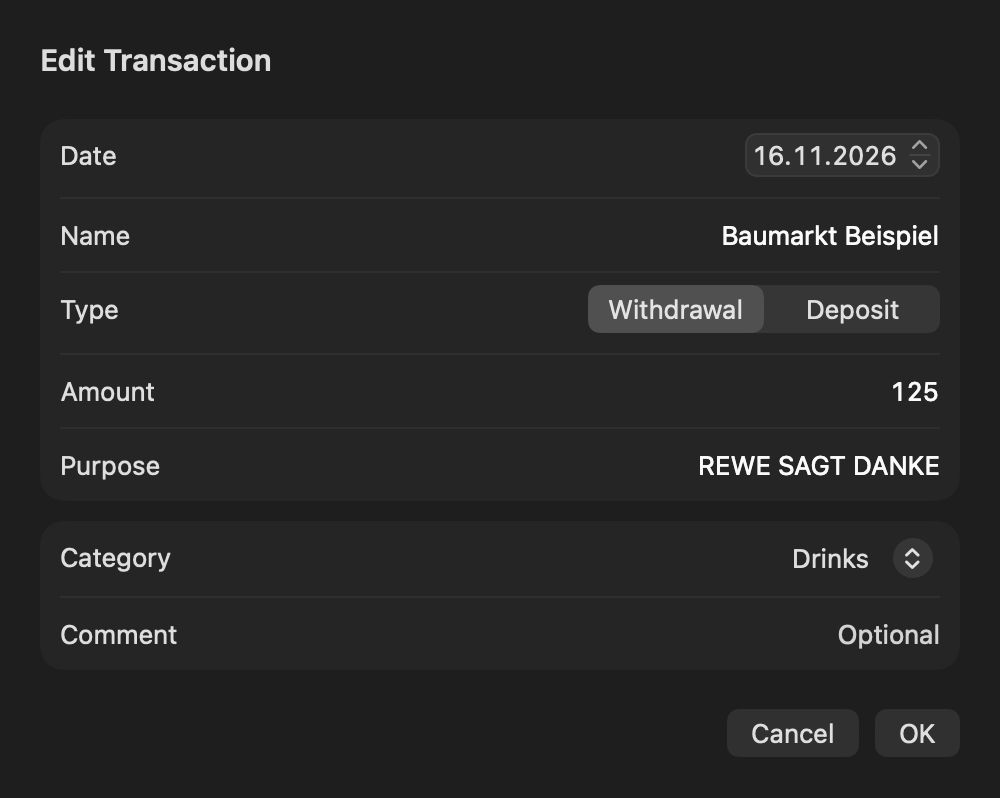 Edit Transaction
Date 16.11.2026
Name Baumarkt Beispiel
Type Withdrawal Deposit
Amount 125
Purpose REWE SAGT DANKE
Category Drinks
Comment Optional
Cancel OK